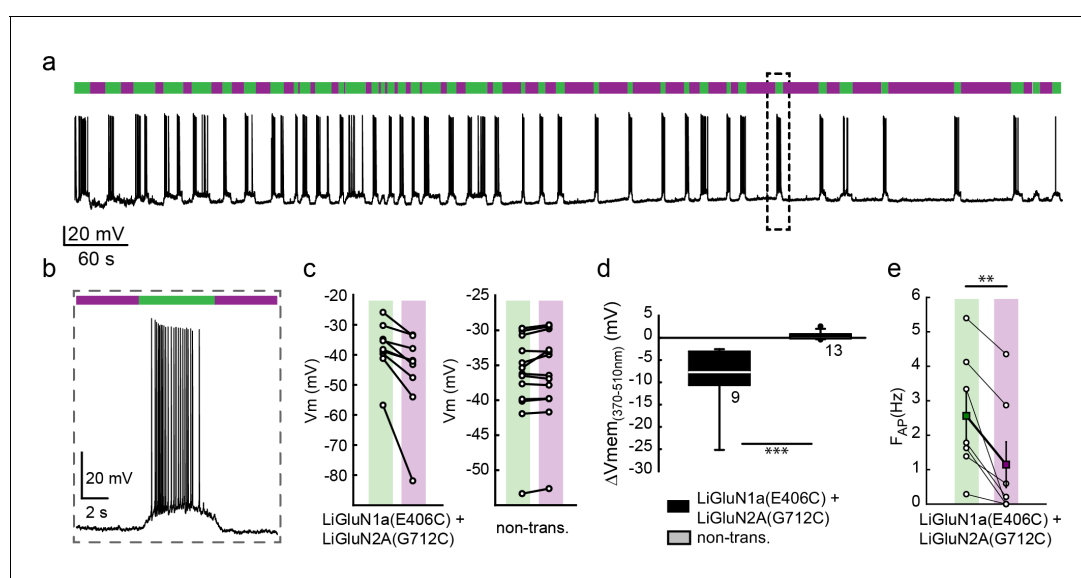 a
20 mV
60 s
b
20 mV
2 s
c
-20
-30
-40
-50
-60
-70
-80
Vm (mV)
LiGluN1a(E406C) +
LiGluN2A(G712C)
-25
-30
-35
-40
-45
-50
Vm (mV)
non-trans.
d
5
0
-5
-10
-15
-20
-25
-30
ΔVmem(370-510nm) (mV)
9
13
***
LiGluN1a(E406C) +
LiGluN2A(G712C)
non-trans.
e
**
6
5
4
3
2
1
0
FAP(Hz)
LiGluN1a(E406C) +
LiGluN2A(G712C)